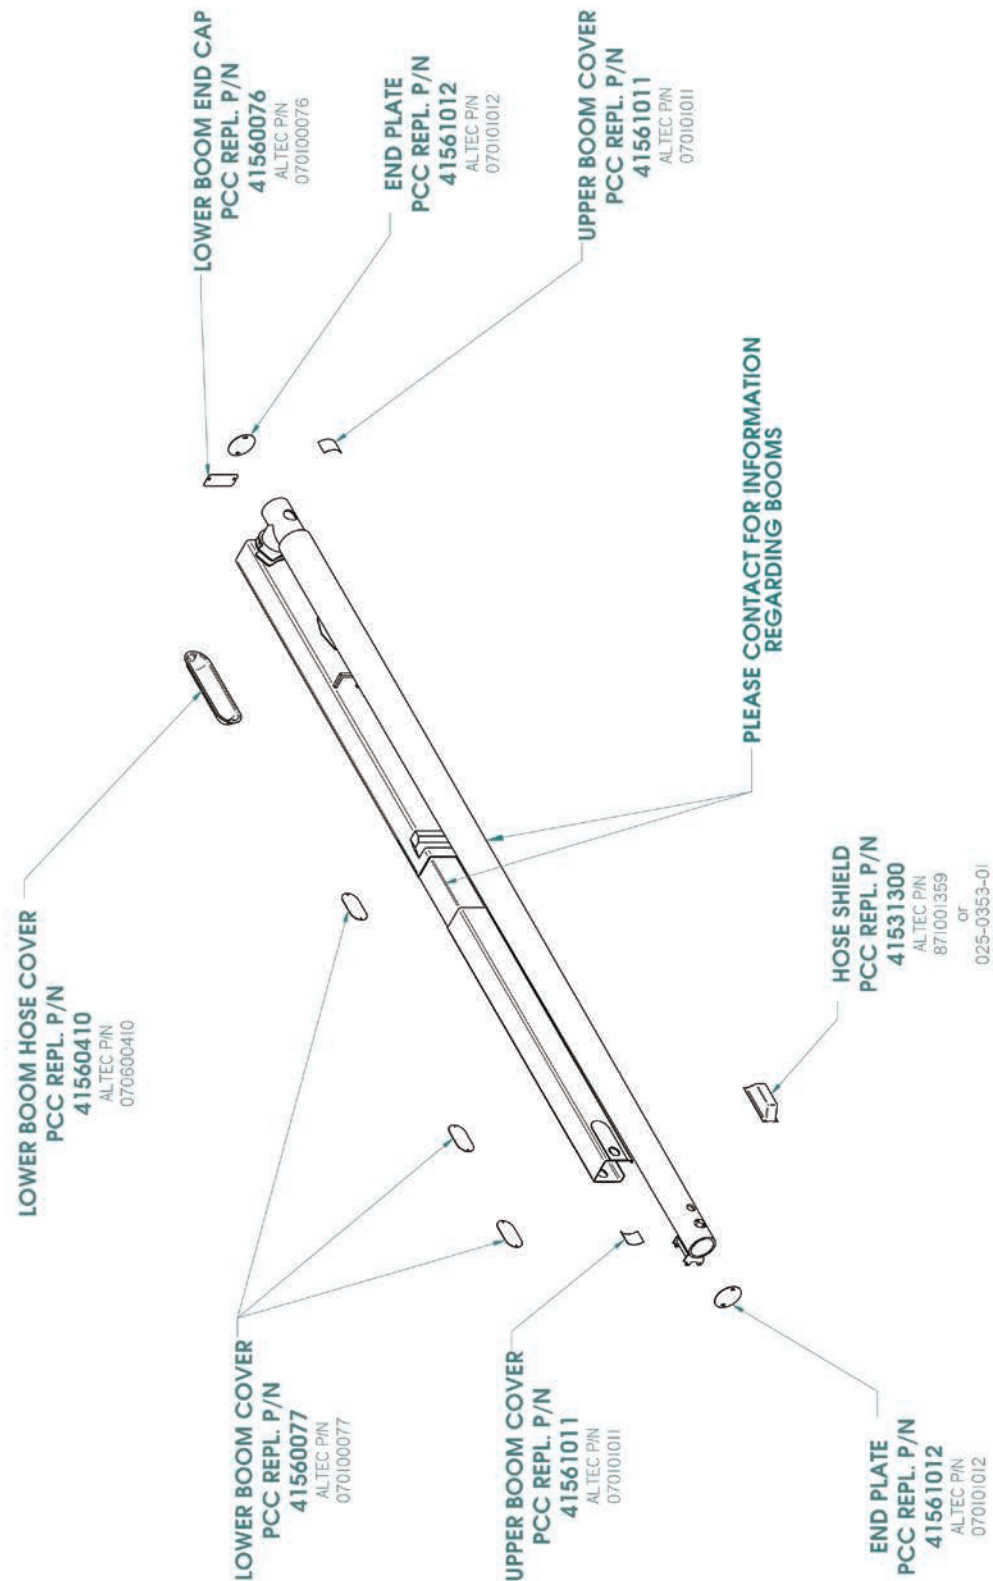 LOWER BOOM HOSE COVER
PCC REPL. P/N
41560410
ALTEC P/N
070600410
LOWER BOOM END CAP
PCC REPL. P/N
41560076
ALTEC P/N
070100076
LOWER BOOM COVER
PCC REPL. P/N
41560077
ALTEC P/N
070100077
END PLATE
PCC REPL. P/N
41561012
ALTEC P/N
070101012
UPPER BOOM COVER
PCC REPL. P/N
41561011
ALTEC P/N
070101011
UPPER BOOM COVER
PCC REPL. P/N
41561011
ALTEC P/N
070101011
PLEASE CONTACT FOR INFORMATION
REGARDING BOOMS
HOSE SHIELD
PCC REPL. P/N
41531300
ALTEC P/N
871001359
or
025-0353-01
END PLATE
PCC REPL. P/N
41561012
ALTEC P/N
070101012